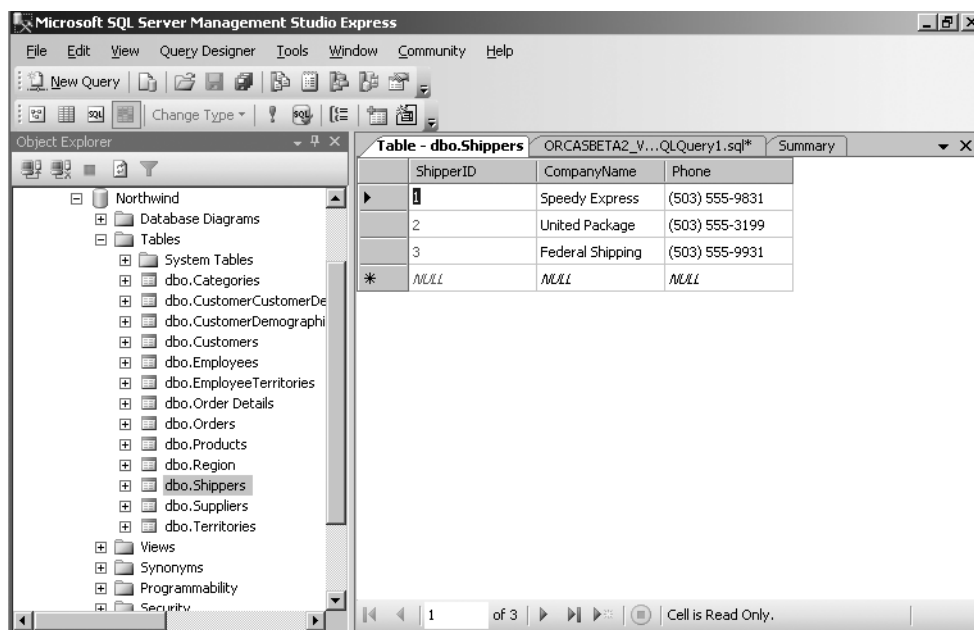 Microsoft SQL Server Management Studio Express
File Edit View Query Designer Tools Window Community Help
New Query
Change Type
Object Explorer
Table - dbo.Shippers ORCASBETA2_V...QLQuery1.sql* Summary
ShipperID CompanyName Phone
1 Speedy Express (503) 555-9831
2 United Package (503) 555-3199
3 Federal Shipping (503) 555-9931
NULL NULL NULL
Northwind
Database Diagrams
Tables
System Tables
dbo.Categories
dbo.CustomerCustomerDe
dbo.CustomerDemographi
dbo.Customers
dbo.Employees
dbo.EmployeeTerritories
dbo.Order Details
dbo.Orders
dbo.Products
dbo.Region
dbo.Shippers
dbo.Suppliers
dbo.Territories
Views
Synonyms
Programmability
Security
1 of 3 Cell is Read Only.